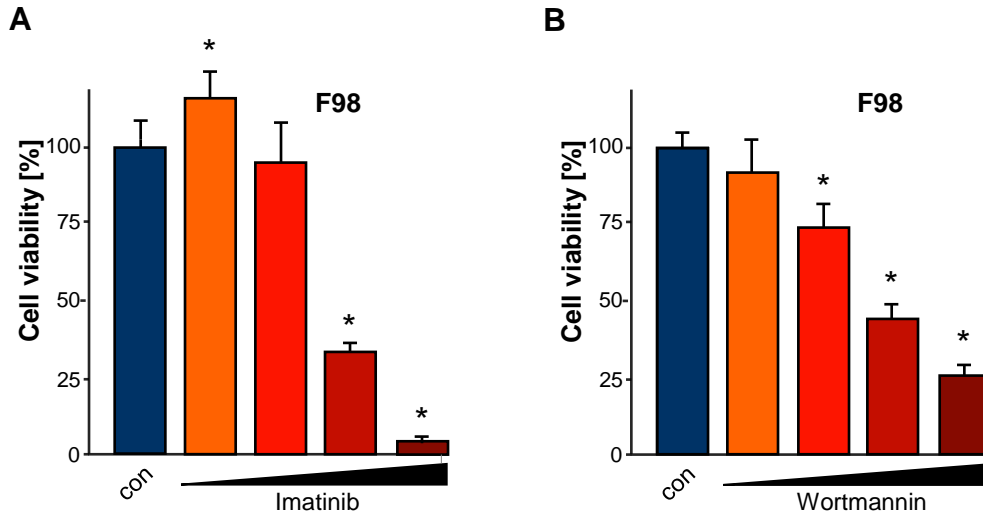 A
F98
Cell viability [%]
100
75
50
25
0
*
*
*
con
Imatinib
B
F98
Cell viability [%]
100
75
50
25
0
*
*
*
con
Wortmannin